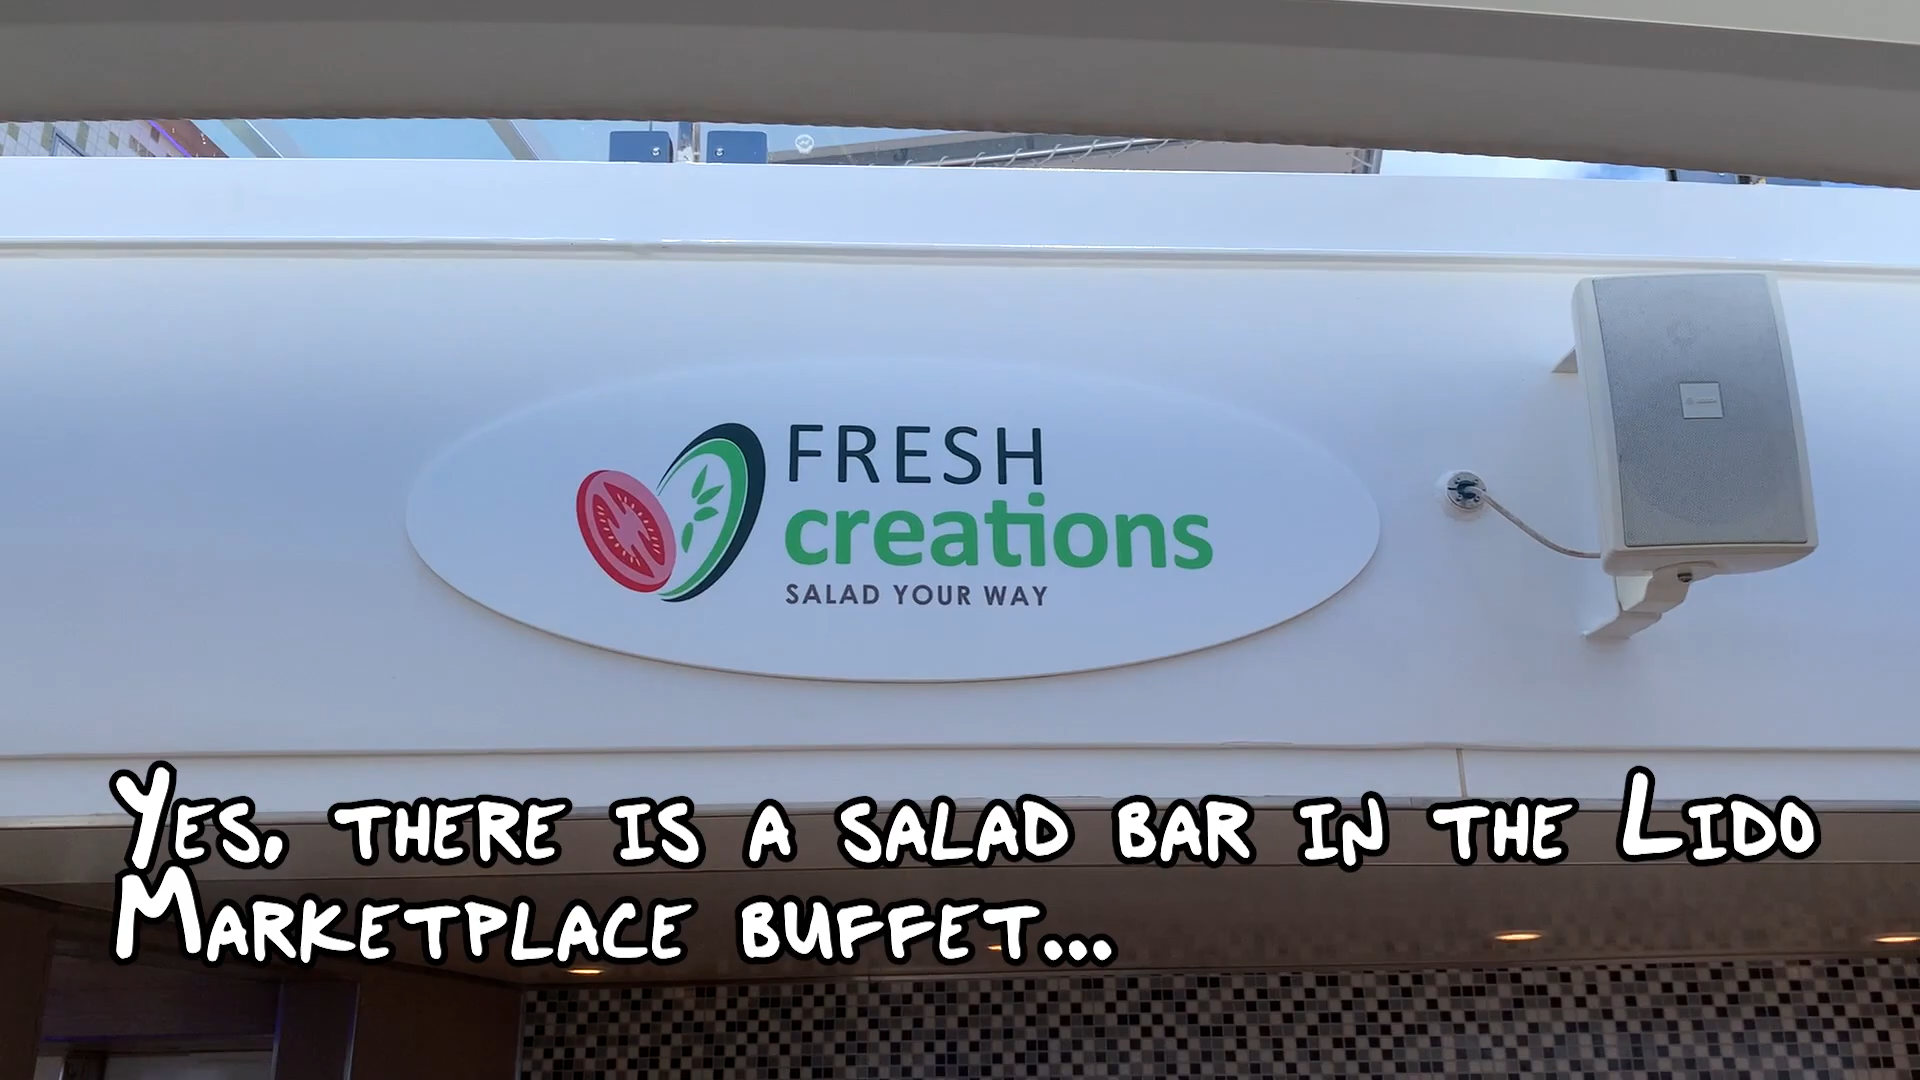 FRESH
creations
SALAD YOUR WAY
Yes, there is a salad bar in the Lido
Marketplace buffet...